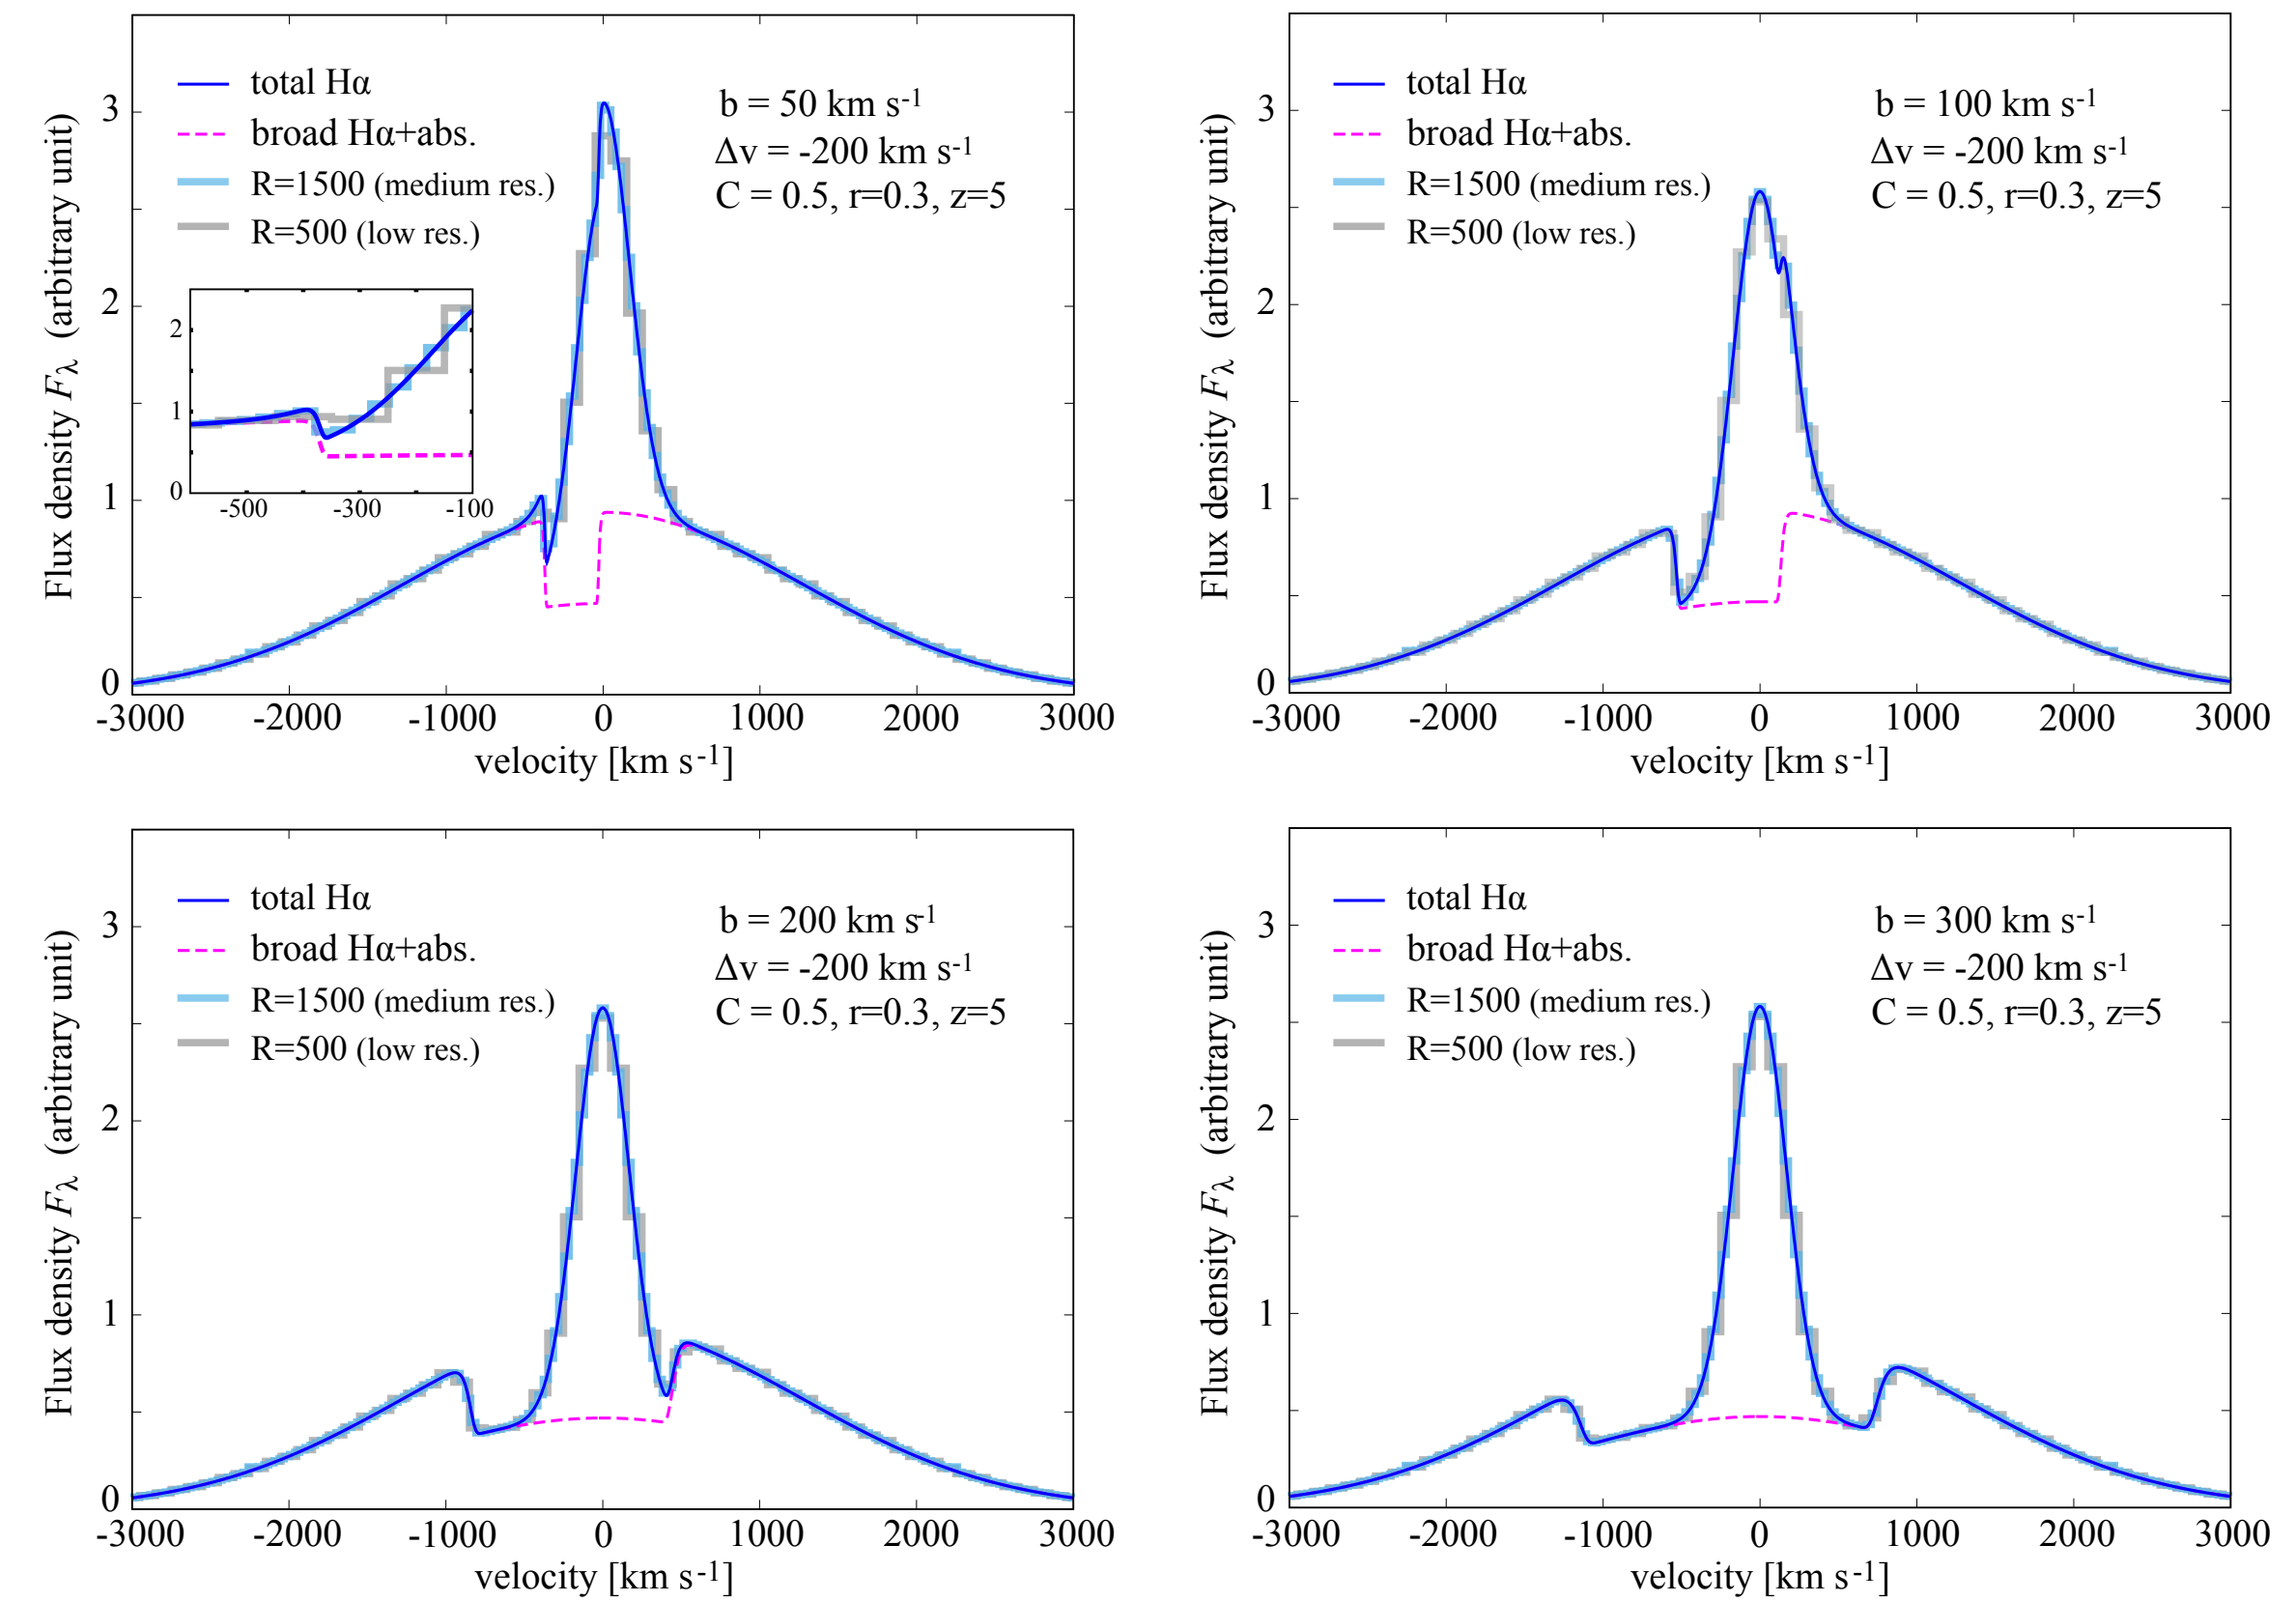 total Hα
broad Hα+abs.
R=1500 (medium res.)
R=500 (low res.)
b = 50 km s-1
Δv = -200 km s-1
C = 0.5, r=0.3, z=5
Flux density Fλ (arbitrary unit)
3
2
1
0
2
1
0
-500 -300 -100
-3000 -2000 -1000 0 1000 2000 3000
velocity [km s-1]
total Hα
broad Hα+abs.
R=1500 (medium res.)
R=500 (low res.)
b = 100 km s-1
Δv = -200 km s-1
C = 0.5, r=0.3, z=5
Flux density Fλ (arbitrary unit)
3
2
1
0
-3000 -2000 -1000 0 1000 2000 3000
velocity [km s-1]
total Hα
broad Hα+abs.
R=1500 (medium res.)
R=500 (low res.)
b = 200 km s-1
Δv = -200 km s-1
C = 0.5, r=0.3, z=5
Flux density Fλ (arbitrary unit)
3
2
1
0
-3000 -2000 -1000 0 1000 2000 3000
velocity [km s-1]
total Hα
broad Hα+abs.
R=1500 (medium res.)
R=500 (low res.)
b = 300 km s-1
Δv = -200 km s-1
C = 0.5, r=0.3, z=5
Flux density Fλ (arbitrary unit)
3
2
1
0
-3000 -2000 -1000 0 1000 2000 3000
velocity [km s-1]